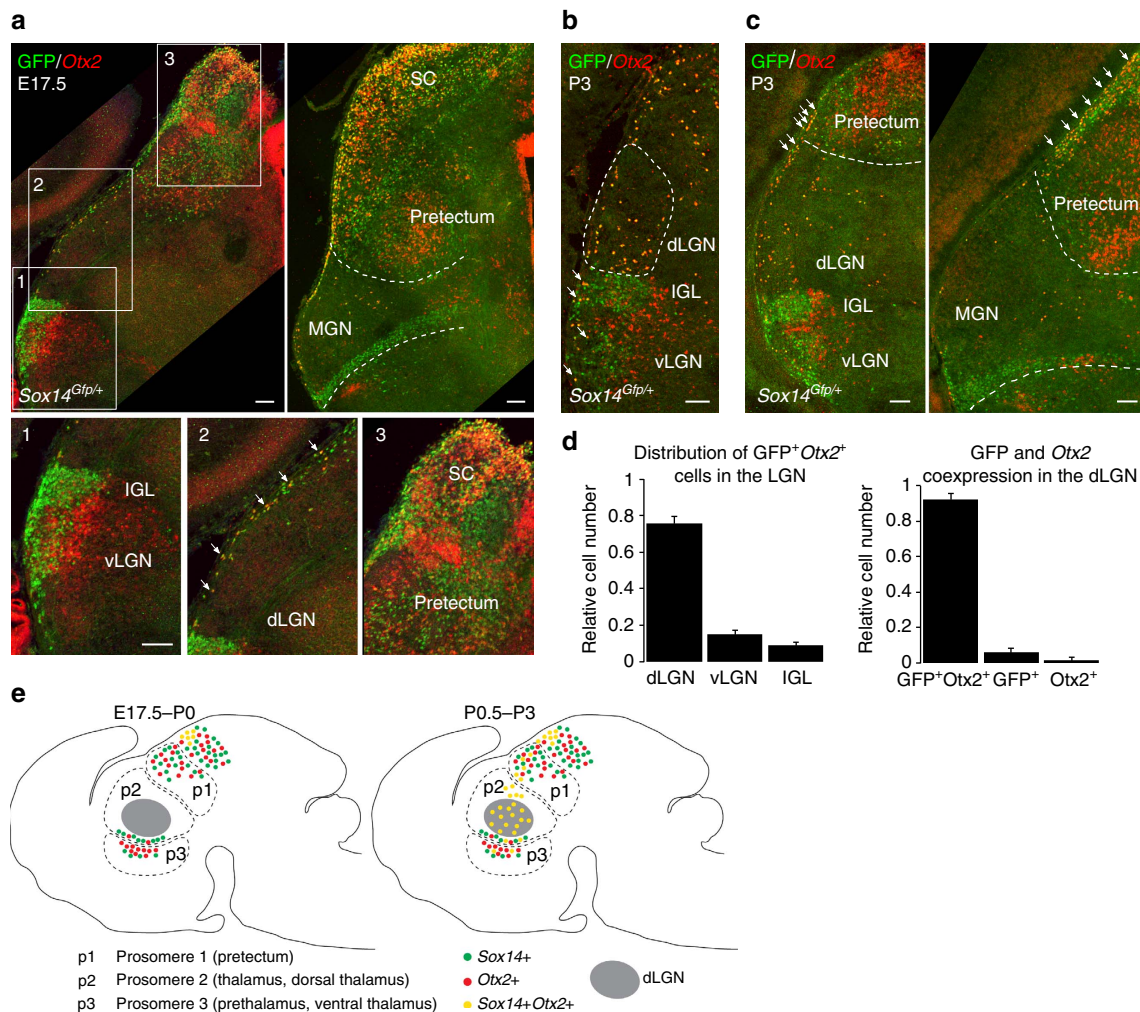 a
GFP/Otx2
E17.5
3
2
1
Sox14Gfp/+
SC
Pretectum
MGN
1
IGL
vLGN
2
dLGN
3
SC
Pretectum
b
GFP/Otx2
P3
dLGN
IGL
vLGN
Sox14Gfp/+
c
GFP/Otx2
P3
Pretectum
dLGN
IGL
vLGN
Sox14Gfp/+
Pretectum
MGN
d
Distribution of GFP+Otx2+
cells in the LGN
Relative cell number
1
0.8
0.6
0.4
0.2
0
dLGN vLGN IGL
GFP and Otx2
coexpression in the dLGN
Relative cell number
1
0.8
0.6
0.4
0.2
0
GFP+Otx2+ GFP+ Otx2+
e
E17.5–P0
p2
p1
p3
P0.5–P3
p2
p1
p3
p1 Prosomere 1 (pretectum)
p2 Prosomere 2 (thalamus, dorsal thalamus)
p3 Prosomere 3 (prethalamus, ventral thalamus)
Sox14+
Otx2+
Sox14+Otx2+
dLGN